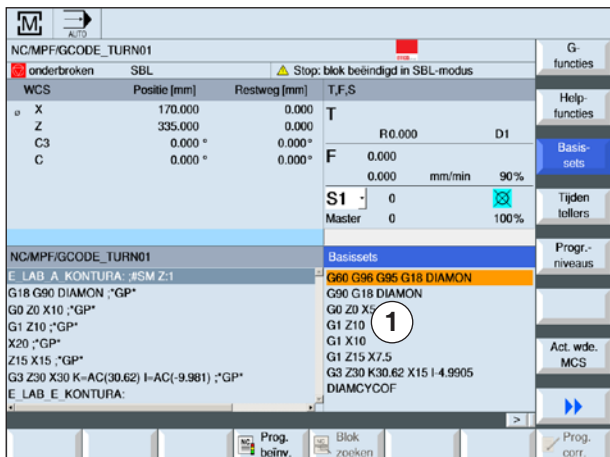 M
AUTO
NC/MPF/GCODE_TURN01
onderbroken SBL Stop: blok beëindigd in SBL-modus
WCS Positie [mm] Restweg [mm] T,F,S
X 170.000 0.000 T
Z 335.000 0.000 R0.000 D1
C3 0.000 ° 0.000°
C 0.000 ° 0.000° F 0.000
0.000 mm/min 90%
S1 0
Master 0 100%
NC/MPF/GCODE_TURN01
E_LAB_A_KONTURA: ;#SM Z:1
G18 G90 DIAMON ;*GP*
G0 Z0 X10 ;*GP*
G1 Z10 ;*GP*
X20 ;*GP*
Z15 X15 ;*GP*
G3 Z30 X30 K=AC(30.62) I=AC(-9.981) ;*GP*
E_LAB_E_KONTURA:
Basissets
G60 G96 G95 G18 DIAMON
G90 G18 DIAMON
G0 Z0 X5
G1 Z10
G1 X10
G1 Z15 X7.5
G3 Z30 K30.62 X15 I-4.9905
DIAMCYCOF
1
G-
functies
Help-
functies
Basis-
sets
Tijden
tellers
Progr.-
niveaus
Act. wde.
MCS
>
NC
Prog.
beïnv.
Blok
zoeken
Prog.
corr.